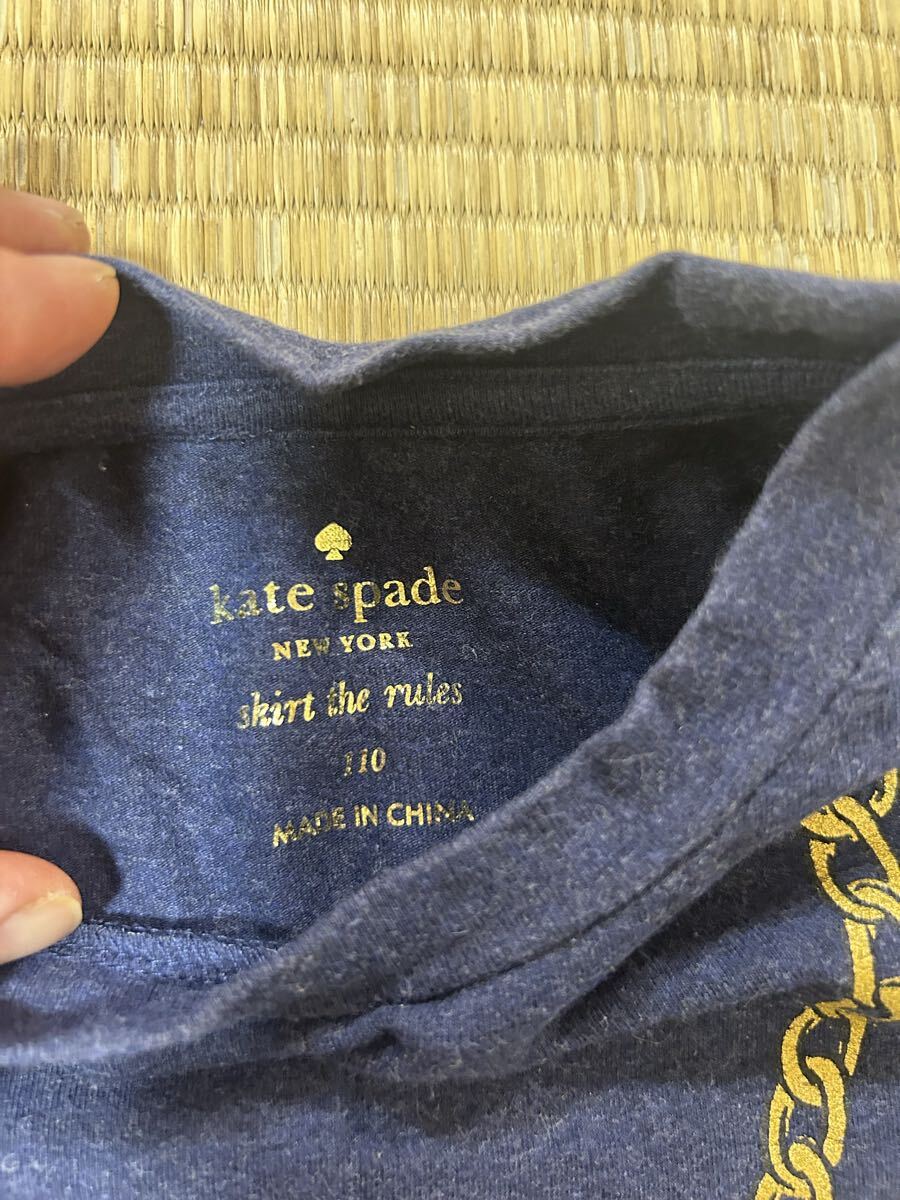 kate spade
NEW YORK
skirt the rules
110
MADE IN CHINA